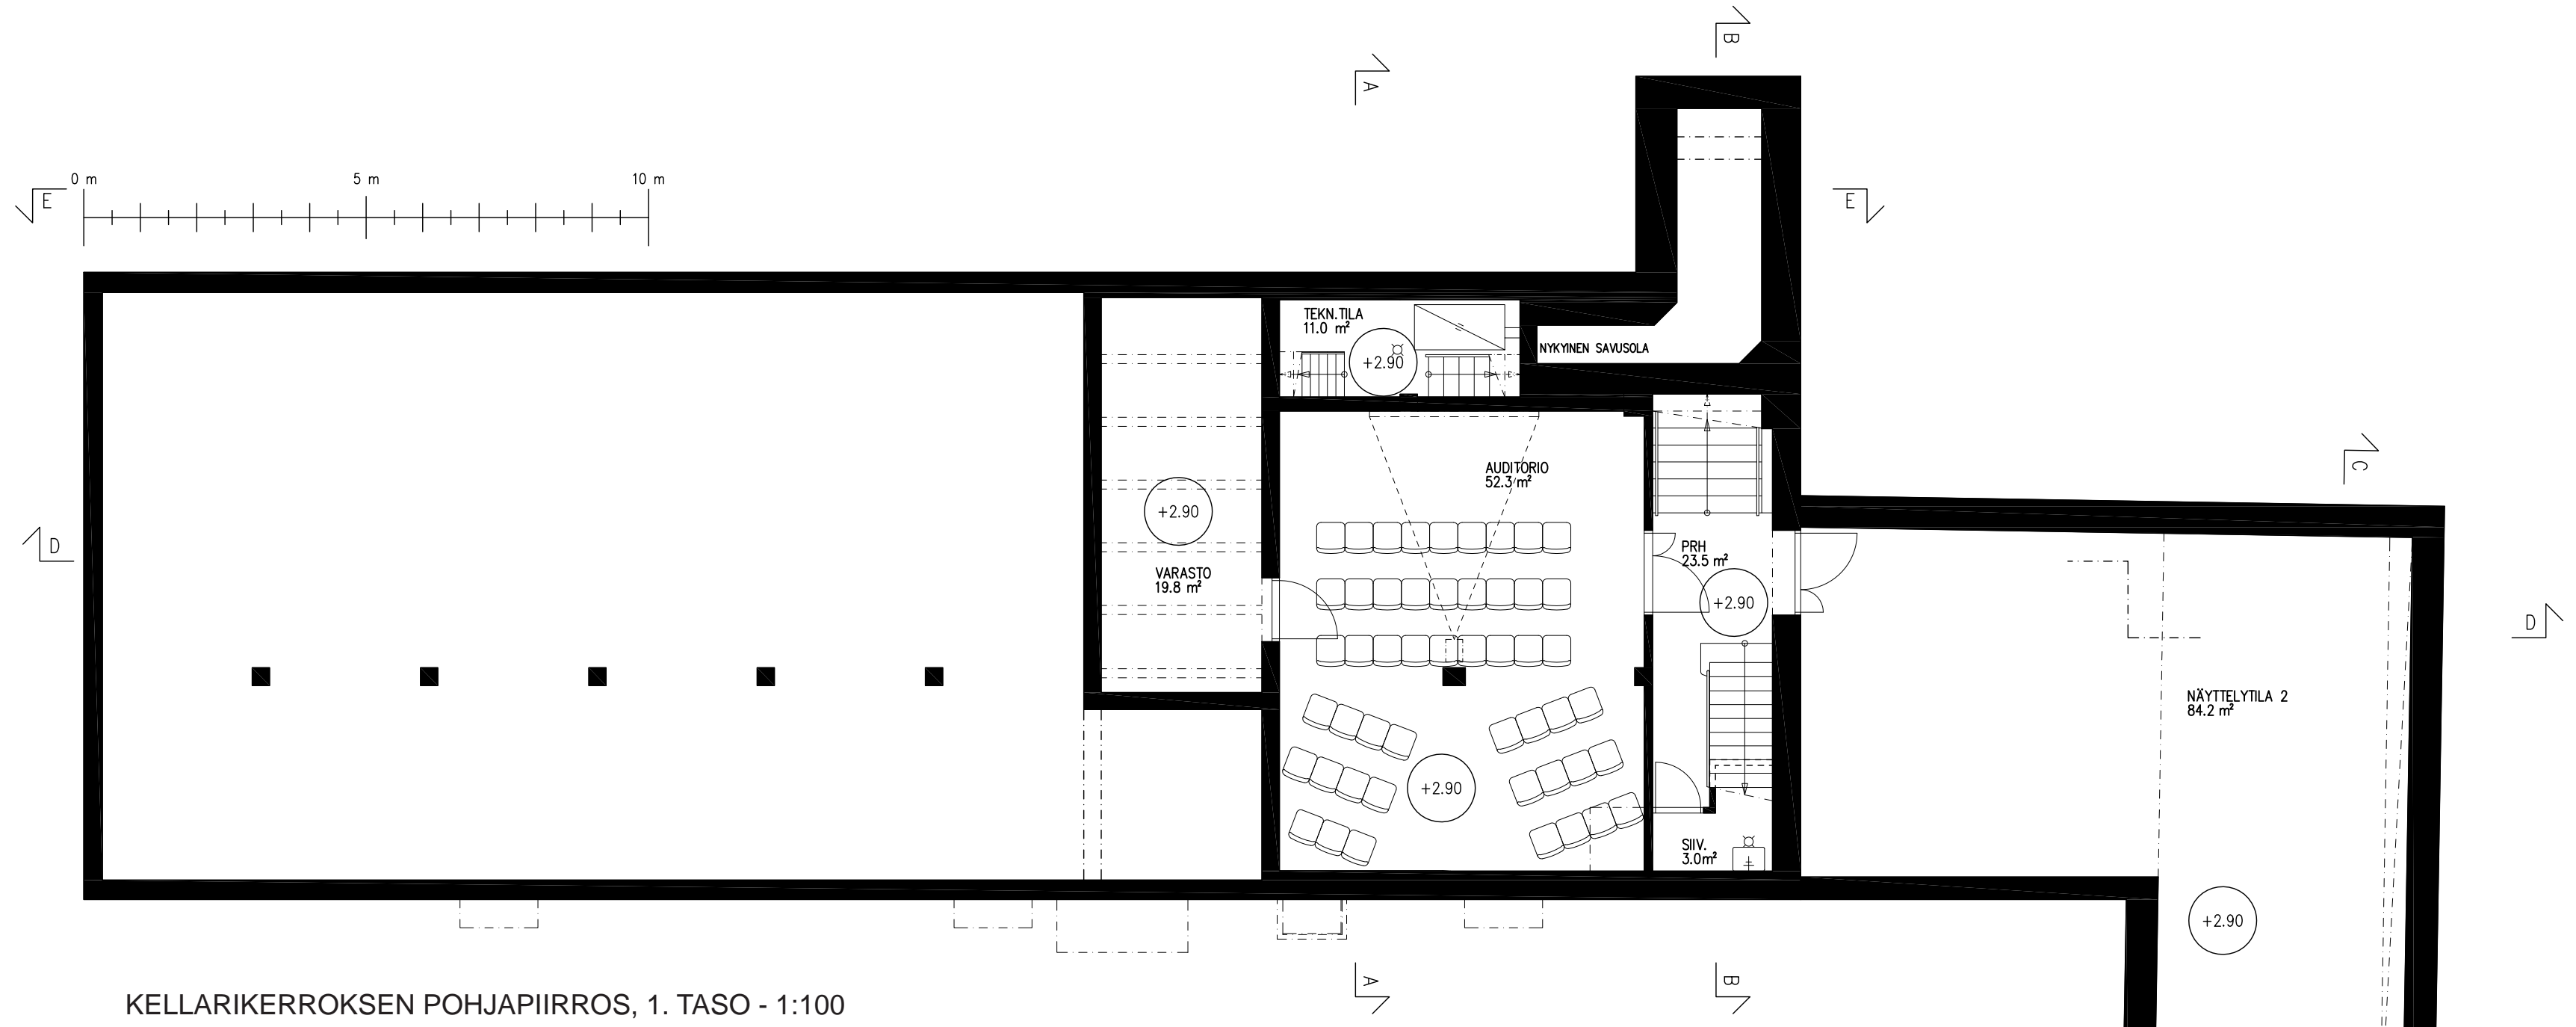 B
A
0 m
5 m
10 m
E
E
TEKN.TILA
11.0 m²
+2.90
NYKYINEN SAVUSOLA
C
AUDITORIO
52.3 m²
+2.90
D
PRH
23.5 m²
VARASTO
19.8 m²
+2.90
D
NÄYTTELYTILA 2
84.2 m²
+2.90
SIIV.
3.0m²
+2.90
A
B
KELLARIKERROKSEN POHJAPIIRROS, 1. TASO - 1:100